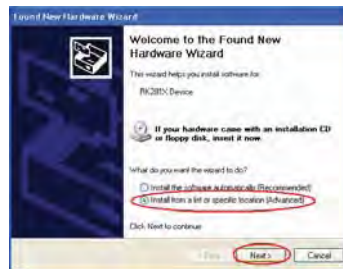 Found New Hardware Wizard
Welcome to the Found New
Hardware Wizard
This wizard helps you install software for:
RK281X Device
If your hardware came with an installation CD
or floppy disk, insert it now.
What do you want the wizard to do?
Install the software automatically (Recommended)
Install from a list or specific location (Advanced)
Click Next to continue.
< Back Next > Cancel